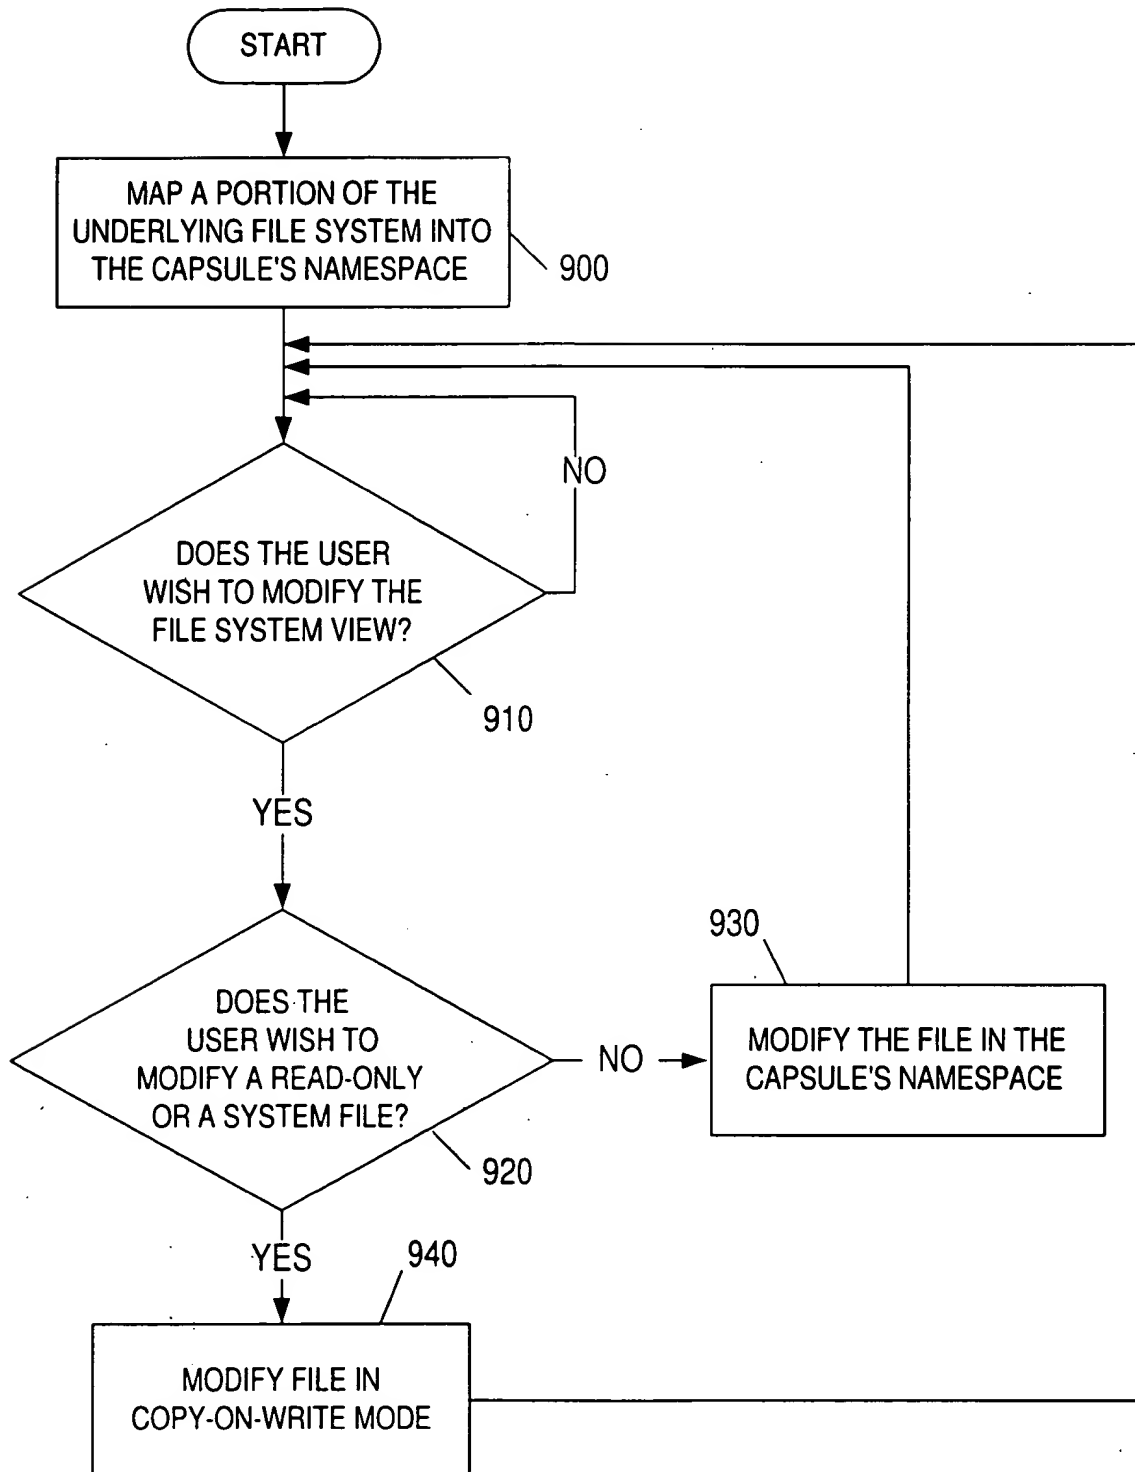 START
MAP A PORTION OF THE
UNDERLYING FILE SYSTEM INTO
THE CAPSULE'S NAMESPACE
900
NO
DOES THE USER
WISH TO MODIFY THE
FILE SYSTEM VIEW?
910
YES
930
DOES THE
USER WISH TO
MODIFY A READ-ONLY
OR A SYSTEM FILE?
NO
MODIFY THE FILE IN THE
CAPSULE'S NAMESPACE
920
YES
940
MODIFY FILE IN
COPY-ON-WRITE MODE